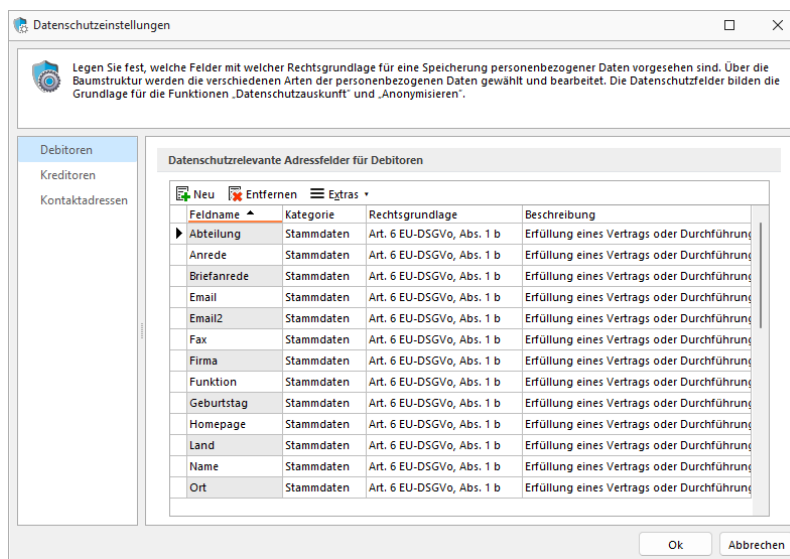 Datenschutzeinstellungen
Legen Sie fest, welche Felder mit welcher Rechtsgrundlage für eine Speicherung personenbezogener Daten vorgesehen sind. Über die
Baumstruktur werden die verschiedenen Arten der personenbezogenen Daten gewählt und bearbeitet. Die Datenschutzfelder bilden die
Grundlage für die Funktionen „Datenschutzauskunft“ und „Anonymisieren“.
Debitoren
Kreditoren
Kontaktadressen
Datenschutzrelevante Adressfelder für Debitoren
Neu Entfernen Extras
Feldname Kategorie Rechtsgrundlage Beschreibung
Abteilung Stammdaten Art. 6 EU-DSGVo, Abs. 1 b Erfüllung eines Vertrags oder Durchführung
Anrede Stammdaten Art. 6 EU-DSGVo, Abs. 1 b Erfüllung eines Vertrags oder Durchführung
Briefanrede Stammdaten Art. 6 EU-DSGVo, Abs. 1 b Erfüllung eines Vertrags oder Durchführung
Email Stammdaten Art. 6 EU-DSGVo, Abs. 1 b Erfüllung eines Vertrags oder Durchführung
Email2 Stammdaten Art. 6 EU-DSGVo, Abs. 1 b Erfüllung eines Vertrags oder Durchführung
Fax Stammdaten Art. 6 EU-DSGVo, Abs. 1 b Erfüllung eines Vertrags oder Durchführung
Firma Stammdaten Art. 6 EU-DSGVo, Abs. 1 b Erfüllung eines Vertrags oder Durchführung
Funktion Stammdaten Art. 6 EU-DSGVo, Abs. 1 b Erfüllung eines Vertrags oder Durchführung
Geburtstag Stammdaten Art. 6 EU-DSGVo, Abs. 1 b Erfüllung eines Vertrags oder Durchführung
Homepage Stammdaten Art. 6 EU-DSGVo, Abs. 1 b Erfüllung eines Vertrags oder Durchführung
Land Stammdaten Art. 6 EU-DSGVo, Abs. 1 b Erfüllung eines Vertrags oder Durchführung
Name Stammdaten Art. 6 EU-DSGVo, Abs. 1 b Erfüllung eines Vertrags oder Durchführung
Ort Stammdaten Art. 6 EU-DSGVo, Abs. 1 b Erfüllung eines Vertrags oder Durchführung
Ok Abbrechen